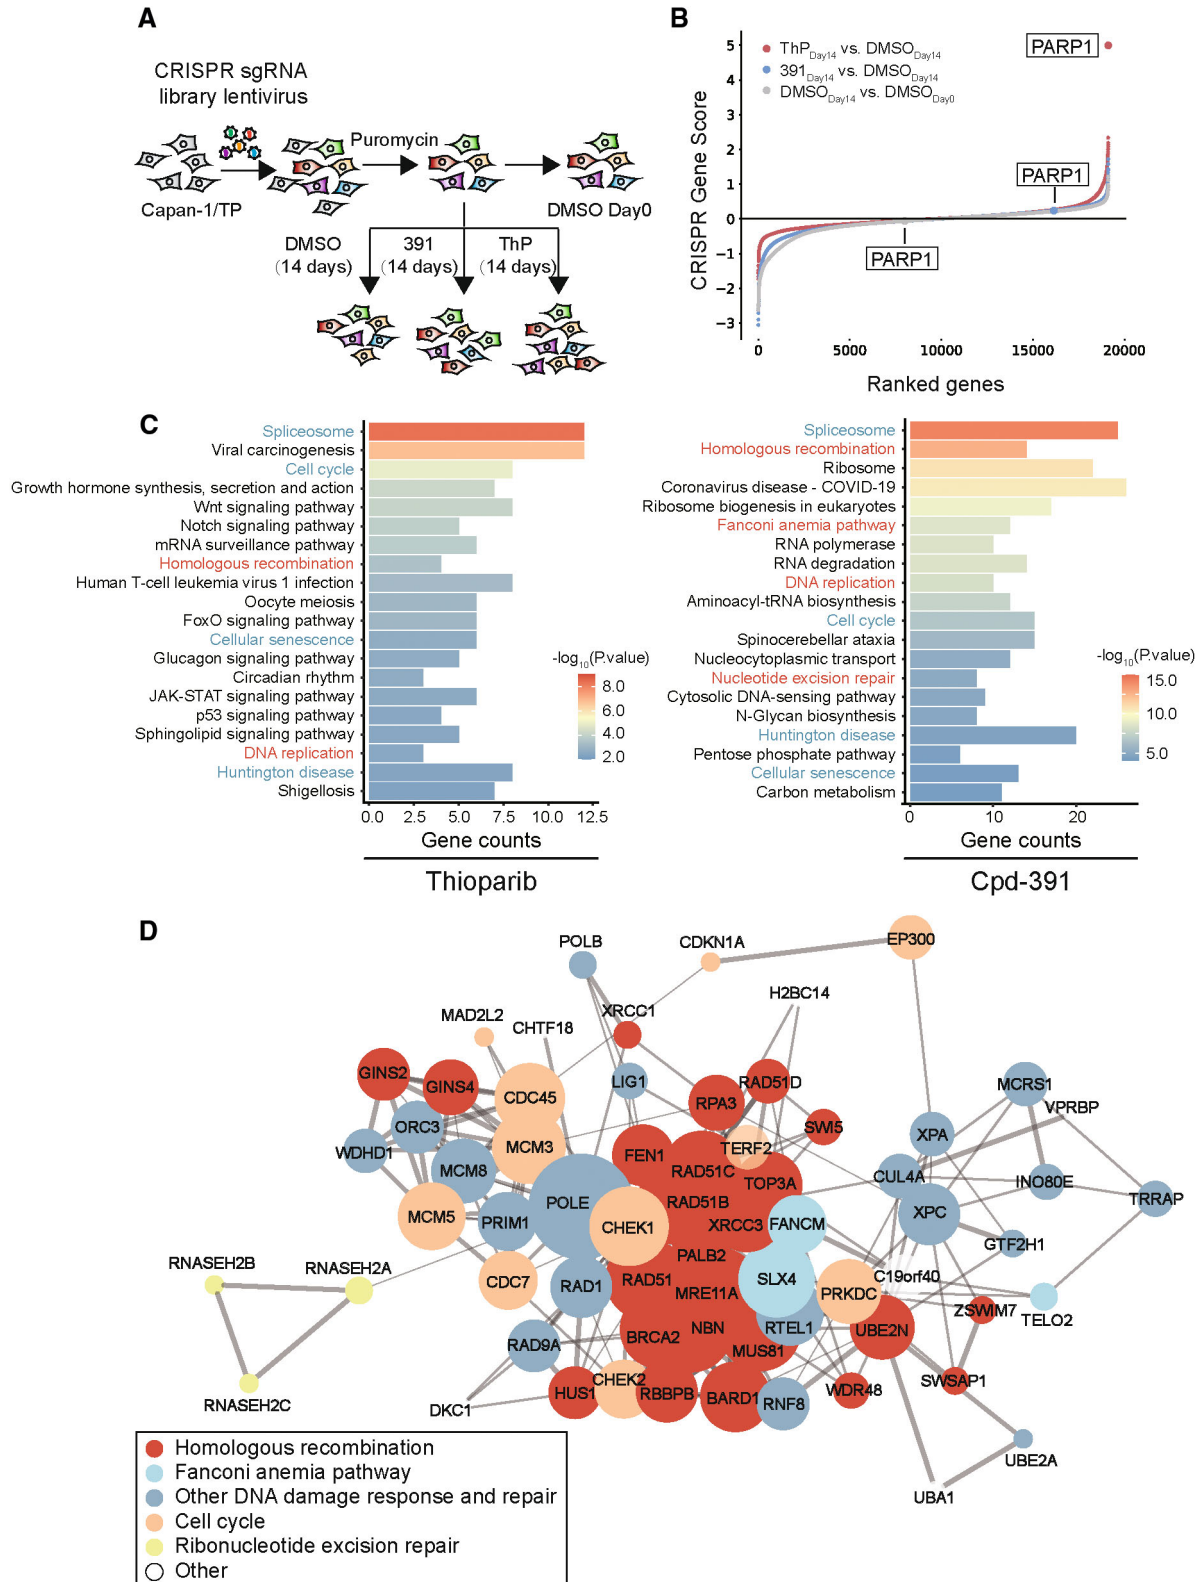 A
CRISPR sgRNA
library lentivirus
Puromycin
Capan-1/TP
DMSO Day0
DMSO
(14 days)
391
(14 days)
ThP
(14 days)
B
CRISPR Gene Score
5
4
3
2
1
0
−1
−2
−3
ThP Day14 vs. DMSO Day14
391 Day14 vs. DMSO Day14
DMSO Day14 vs. DMSO Day0
PARP1
PARP1
PARP1
0
5000
10000
15000
20000
Ranked genes
C
Spliceosome
Viral carcinogenesis
Cell cycle
Growth hormone synthesis, secretion and action
Wnt signaling pathway
Notch signaling pathway
mRNA surveillance pathway
Homologous recombination
Human T-cell leukemia virus 1 infection
Oocyte meiosis
FoxO signaling pathway
Cellular senescence
Glucagon signaling pathway
Circadian rhythm
JAK-STAT signaling pathway
p53 signaling pathway
Sphingolipid signaling pathway
DNA replication
Huntington disease
Shigellosis
0.0
2.5
5.0
7.5
10.0
12.5
Gene counts
Thioparib
-log10(P.value)
8.0
6.0
4.0
2.0
Spliceosome
Homologous recombination
Ribosome
Coronavirus disease - COVID-19
Ribosome biogenesis in eukaryotes
Fanconi anemia pathway
RNA polymerase
RNA degradation
DNA replication
Aminoacyl-tRNA biosynthesis
Cell cycle
Spinocerebellar ataxia
Nucleocytoplasmic transport
Nucleotide excision repair
Cytosolic DNA-sensing pathway
N-Glycan biosynthesis
Huntington disease
Pentose phosphate pathway
Cellular senescence
Carbon metabolism
0
10
20
Gene counts
Cpd-391
-log10(P.value)
15.0
10.0
5.0
D
POLB
CDKN1A
EP300
H2BC14
XRCC1
MAD2L2
CHTF18
GINS2
GINS4
CDC45
LIG1
RPA3
RAD51D
MCRS1
VPRBP
ORC3
WDHD1
MCM3
MCM8
FEN1
TERF2
SWI5
XPA
RAD51C
TOP3A
CUL4A
INO80E
TRRAP
MCM5
PRIM1
POLE
CHEK1
RAD51B
XRCC3
FANCM
XPC
GTF2H1
RNASEH2B
RNASEH2A
PALB2
CDC7
RAD1
RAD51
MRE11A
SLX4
PRKDC
C19orf40
ZSWIM7
TELO2
RAD9A
BRCA2
NBN
RTEL1
UBE2N
MUS81
RNASEH2C
DKC1
HUS1
CHEK2
RBBPB
BARD1
RNF8
WDR48
SWSAP1
UBE2A
UBA1
Homologous recombination
Fanconi anemia pathway
Other DNA damage response and repair
Cell cycle
Ribonucleotide excision repair
Other